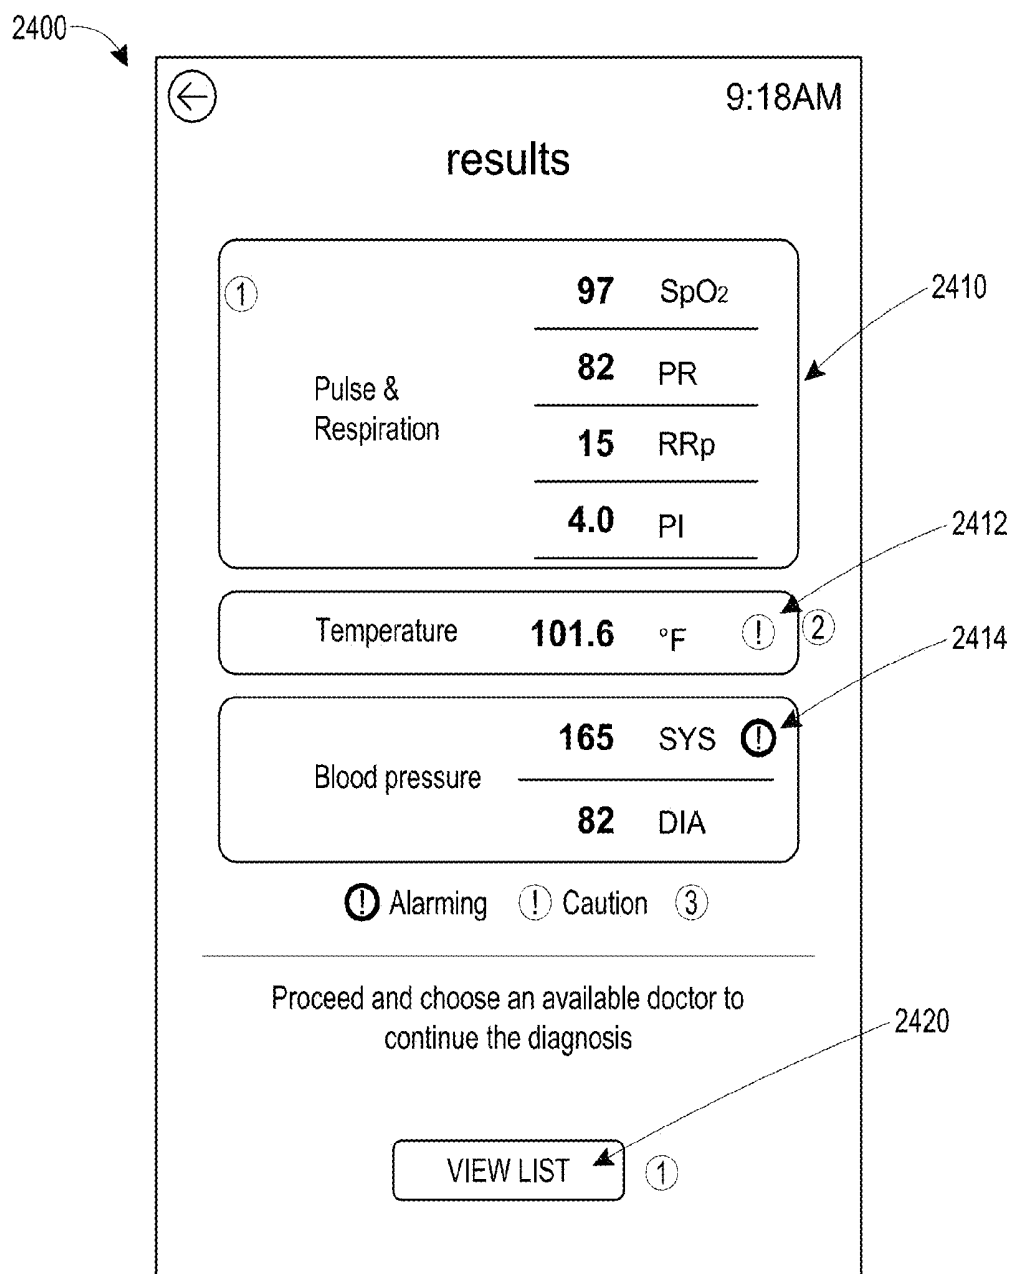 2400
9:18AM
results
① 97 SpO2
2410
82 PR
Pulse &
Respiration
15 RRp
4.0 PI
2412
Temperature 101.6 °F ! ②
2414
165 SYS !
Blood pressure
82 DIA
! Alarming ! Caution ③
Proceed and choose an available doctor to
continue the diagnosis
2420
VIEW LIST ①